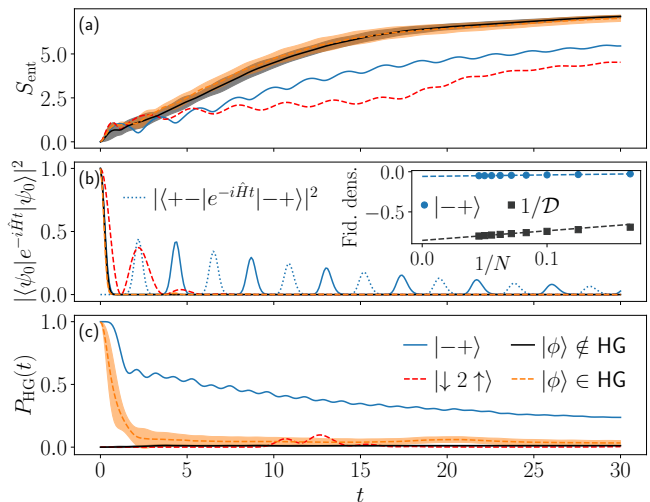 (a)
S_ent
7.5
5.0
2.5
0.0
(b)
|⟨ψ₀|e^{-iĤt}|ψ₀⟩|²
1.0
0.5
0.0
|⟨+−|e^{-iĤt}|−+⟩|²
Fid. dens.
0.0
−0.5
|−+⟩
1/𝒟
0.0
0.1
1/N
(c)
P_HG(t)
1.0
0.5
0.0
|−+⟩
|ϕ⟩ ∉ HG
|↓ 2 ↑⟩
|ϕ⟩ ∈ HG
0 5 10 15 20 25 30
t